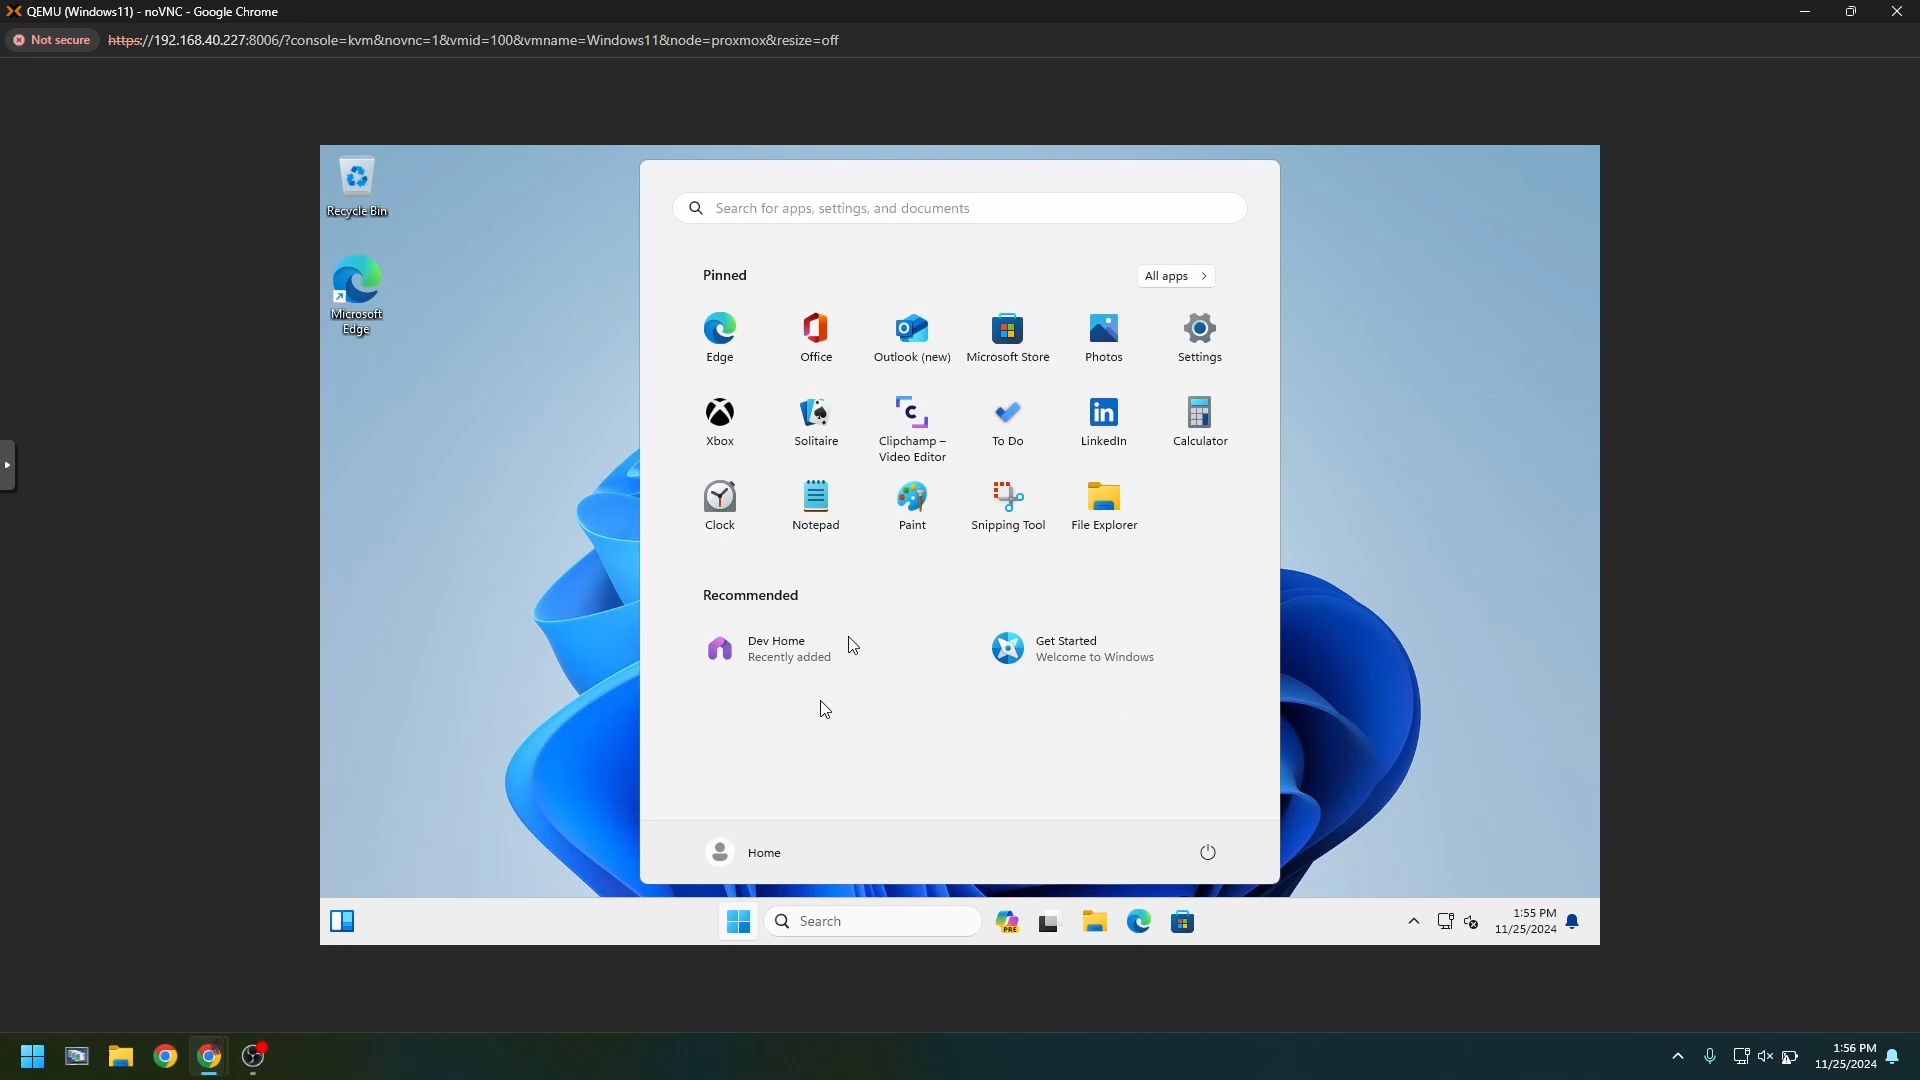 QEMU (Windows11) - noVNC - Google Chrome
Not secure https://192.168.40.227:8006/?console=kvm&novnc=1&vmid=100&vmname=Windows11&node=proxmox&resize=off
Recycle Bin
Microsoft
Edge
Search for apps, settings, and documents
Pinned
All apps
Edge
Office
Outlook (new)
Microsoft Store
Photos
Settings
Xbox
Solitaire
Clipchamp –
Video Editor
To Do
LinkedIn
Calculator
Clock
Notepad
Paint
Snipping Tool
File Explorer
Recommended
Dev Home
Recently added
Get Started
Welcome to Windows
Home
Search
PRE
1:55 PM
11/25/2024
1:56 PM
11/25/2024